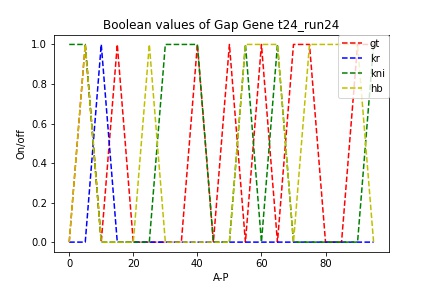 Boolean values of Gap Gene t24_run24
1.0
0.8
0.6
0.4
0.2
0.0
On/off
gt
kr
kni
hb
0 20 40 60 80
A-P